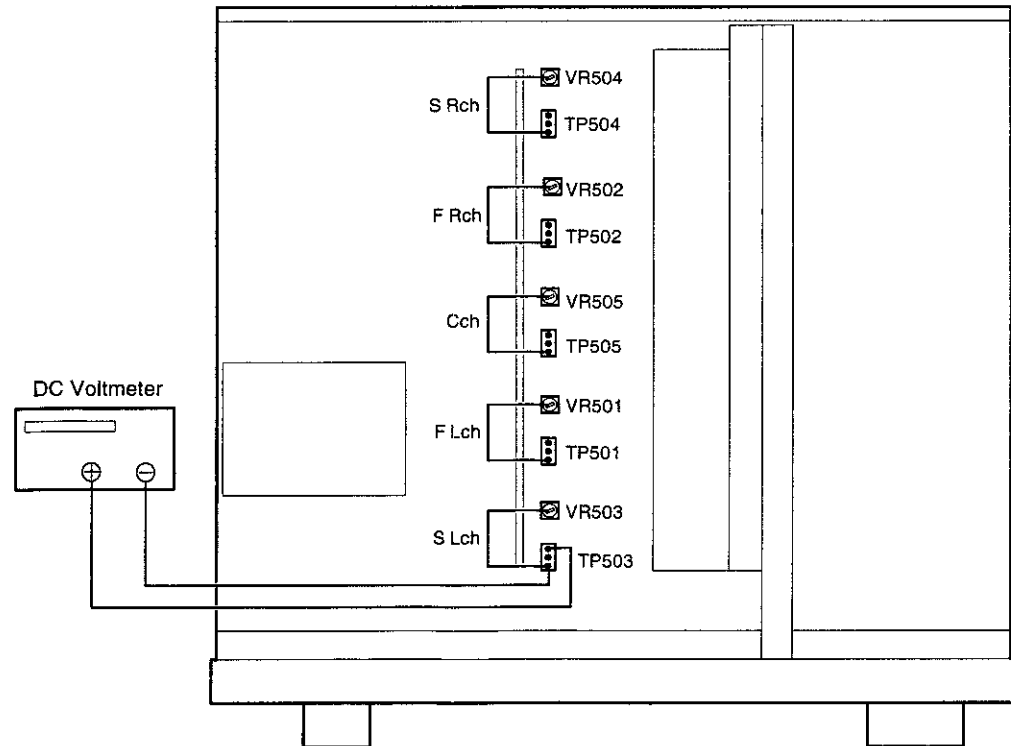 VR504
S Rch
TP504
VR502
F Rch
TP502
VR505
Cch
TP505
DC Voltmeter
VR501
F Lch
TP501
VR503
S Lch
TP503